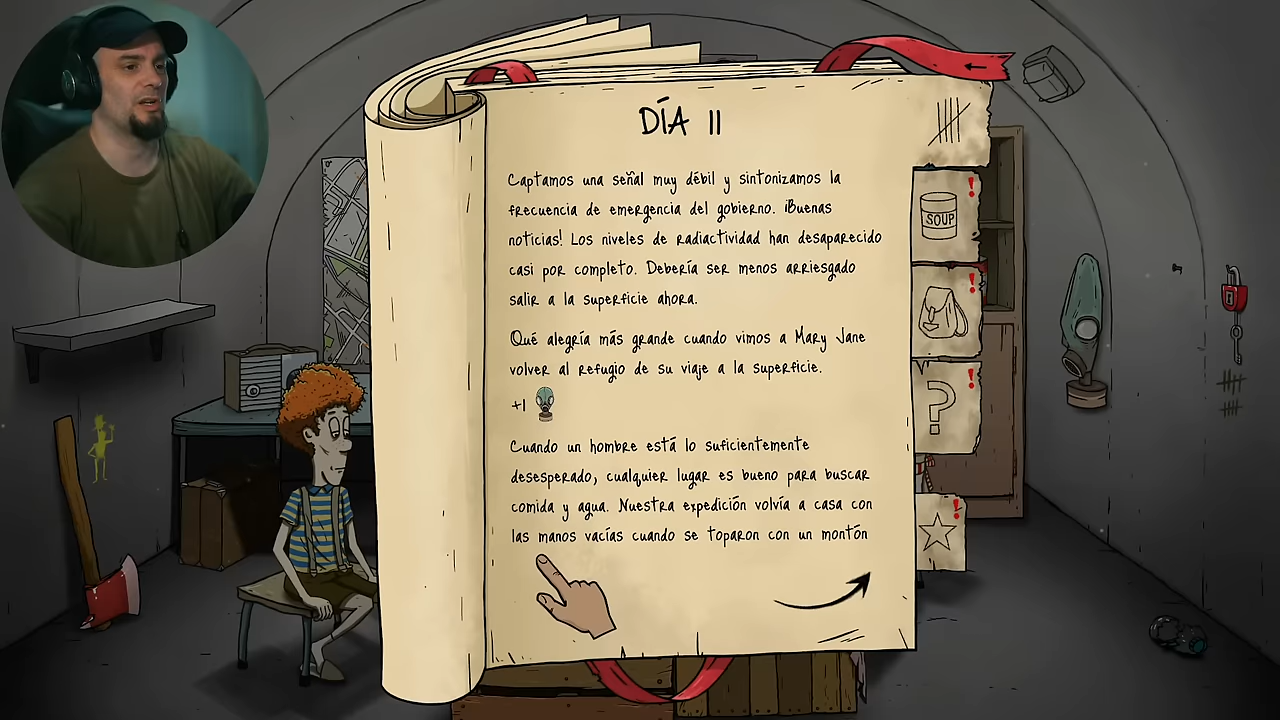 DÍA 11
Captamos una señal muy débil y sintonizamos la
frecuencia de emergencia del gobierno. ¡Buenas
noticias! Los niveles de radiactividad han desaparecido
casi por completo. Debería ser menos arriesgado
salir a la superficie ahora.
Qué alegría más grande cuando vimos a Mary Jane
volver al refugio de su viaje a la superficie.
+1
Cuando un hombre está lo suficientemente
desesperado, cualquier lugar es bueno para buscar
comida y agua. Nuestra expedición volvía a casa con
las manos vacías cuando se toparon con un montón
!
SOUP
!
!
?
!